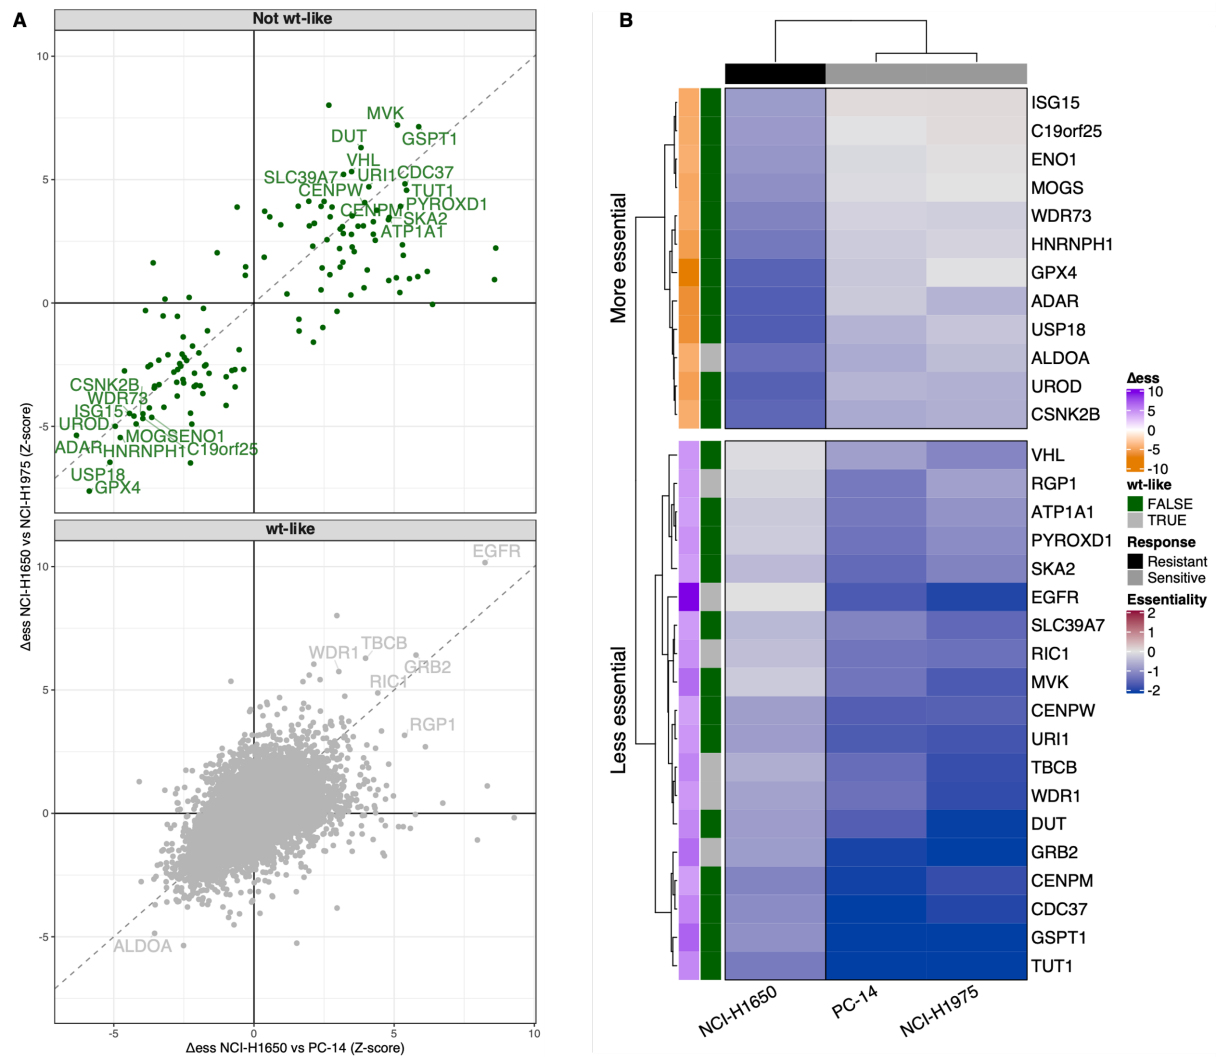 A
Not wt-like
10
5
0
-5
MVK
GSPT1
DUT
VHL
SLC39A7
URI1
CDC37
CENPW
TUT1
CENPM
PYROXD1
SKA2
ATP1A1
CSNK2B
WDR73
ISG15
UROD
MOGS
ENO1
ADAR
HNRNPH1
C19orf25
USP18
GPX4
Δess NCI-H1650 vs NCI-H1975 (Z-score)
wt-like
10
5
0
-5
EGFR
TBCB
WDR1
GRB2
RIC1
RGP1
ALDOA
-5
0
5
10
Δess NCI-H1650 vs PC-14 (Z-score)
B
More essential
ISG15
C19orf25
ENO1
MOGS
WDR73
HNRNPH1
GPX4
ADAR
USP18
ALDOA
UROD
CSNK2B
Less essential
VHL
RGP1
ATP1A1
PYROXD1
SKA2
EGFR
SLC39A7
RIC1
MVK
CENPW
URI1
TBCB
WDR1
DUT
GRB2
CENPM
CDC37
GSPT1
TUT1
NCI-H1650
PC-14
NCI-H1975
Δess
10
5
0
-5
-10
wt-like
FALSE
TRUE
Response
Resistant
Sensitive
Essentiality
2
1
0
-1
-2